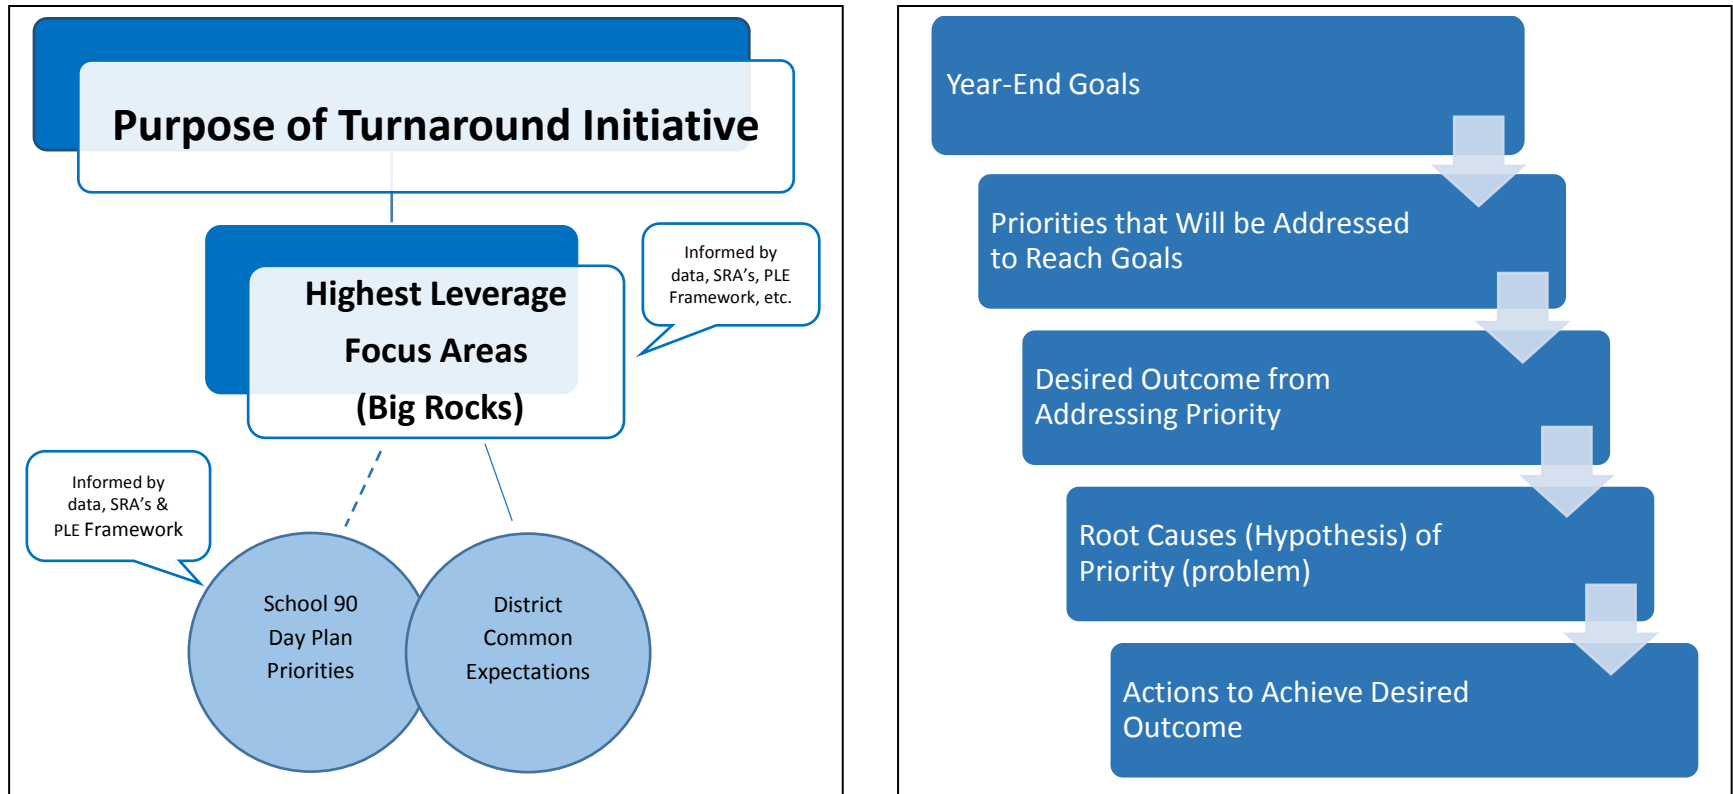 Purpose of Turnaround Initiative
Informed by
data, SRA's, PLE
Framework, etc.
Highest Leverage
Focus Areas
(Big Rocks)
Informed by
data, SRA's &
PLE Framework
School 90
Day Plan
Priorities
District
Common
Expectations
Year-End Goals
Priorities that Will be Addressed
to Reach Goals
Desired Outcome from
Addressing Priority
Root Causes (Hypothesis) of
Priority (problem)
Actions to Achieve Desired
Outcome